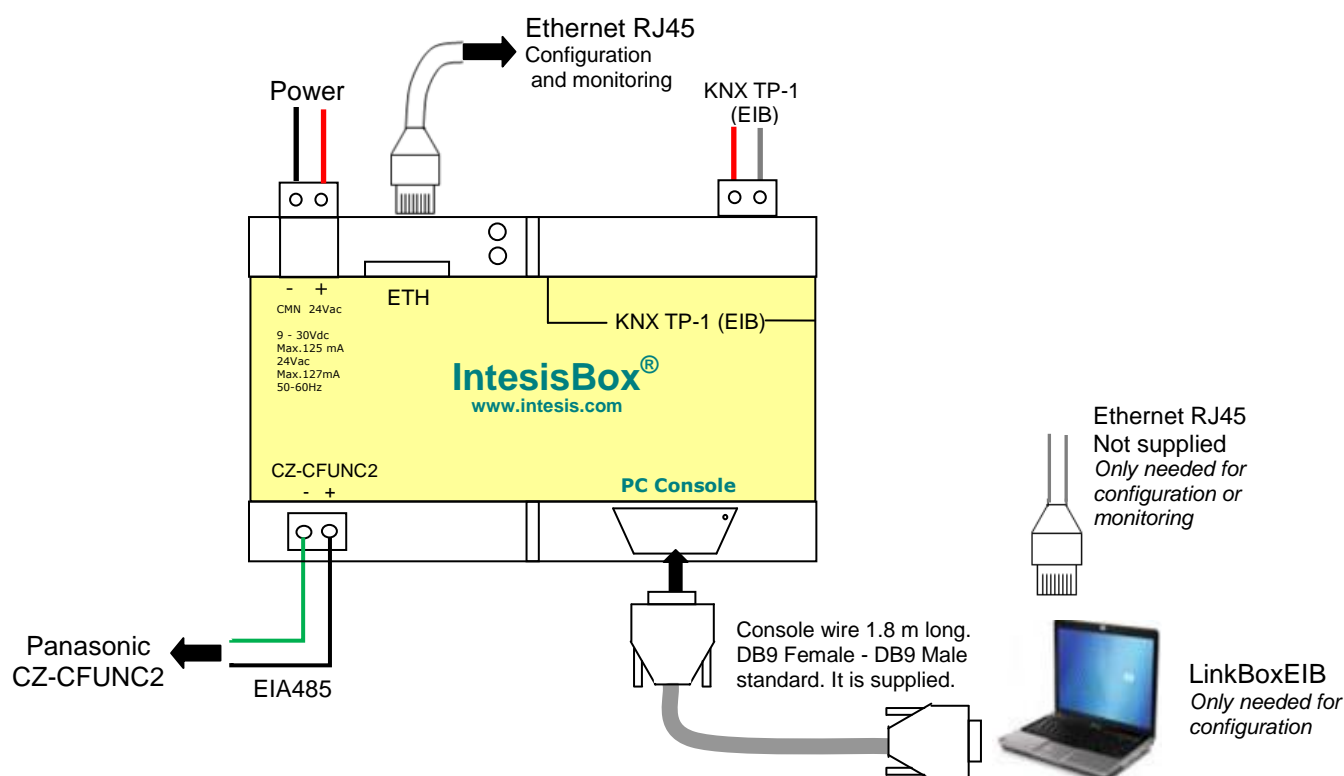 Ethernet RJ45
Configuration
and monitoring
Power
KNX TP-1
(EIB)
- +
CMN 24Vac
ETH
KNX TP-1 (EIB)
9 - 30Vdc
Max.125 mA
24Vac
Max.127mA
50-60Hz
IntesisBox®
www.intesis.com
Ethernet RJ45
Not supplied
Only needed for
configuration or
monitoring
CZ-CFUNC2
- +
PC Console
Panasonic
CZ-CFUNC2
EIA485
Console wire 1.8 m long.
DB9 Female - DB9 Male
standard. It is supplied.
LinkBoxEIB
Only needed for
configuration